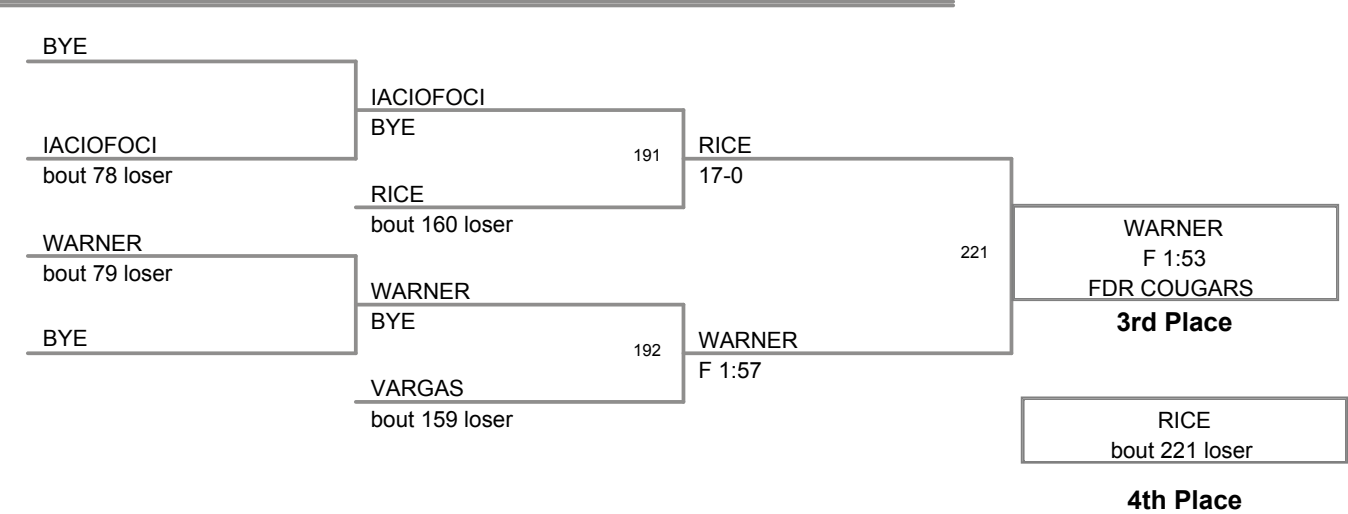 BYE
IACIOFOCI
BYE
IACIOFOCI
bout 78 loser
191
RICE
17-0
RICE
bout 160 loser
WARNER
bout 79 loser
221
WARNER
F 1:53
FDR COUGARS
3rd Place
WARNER
BYE
BYE
192
WARNER
F 1:57
VARGAS
bout 159 loser
RICE
bout 221 loser
4th Place